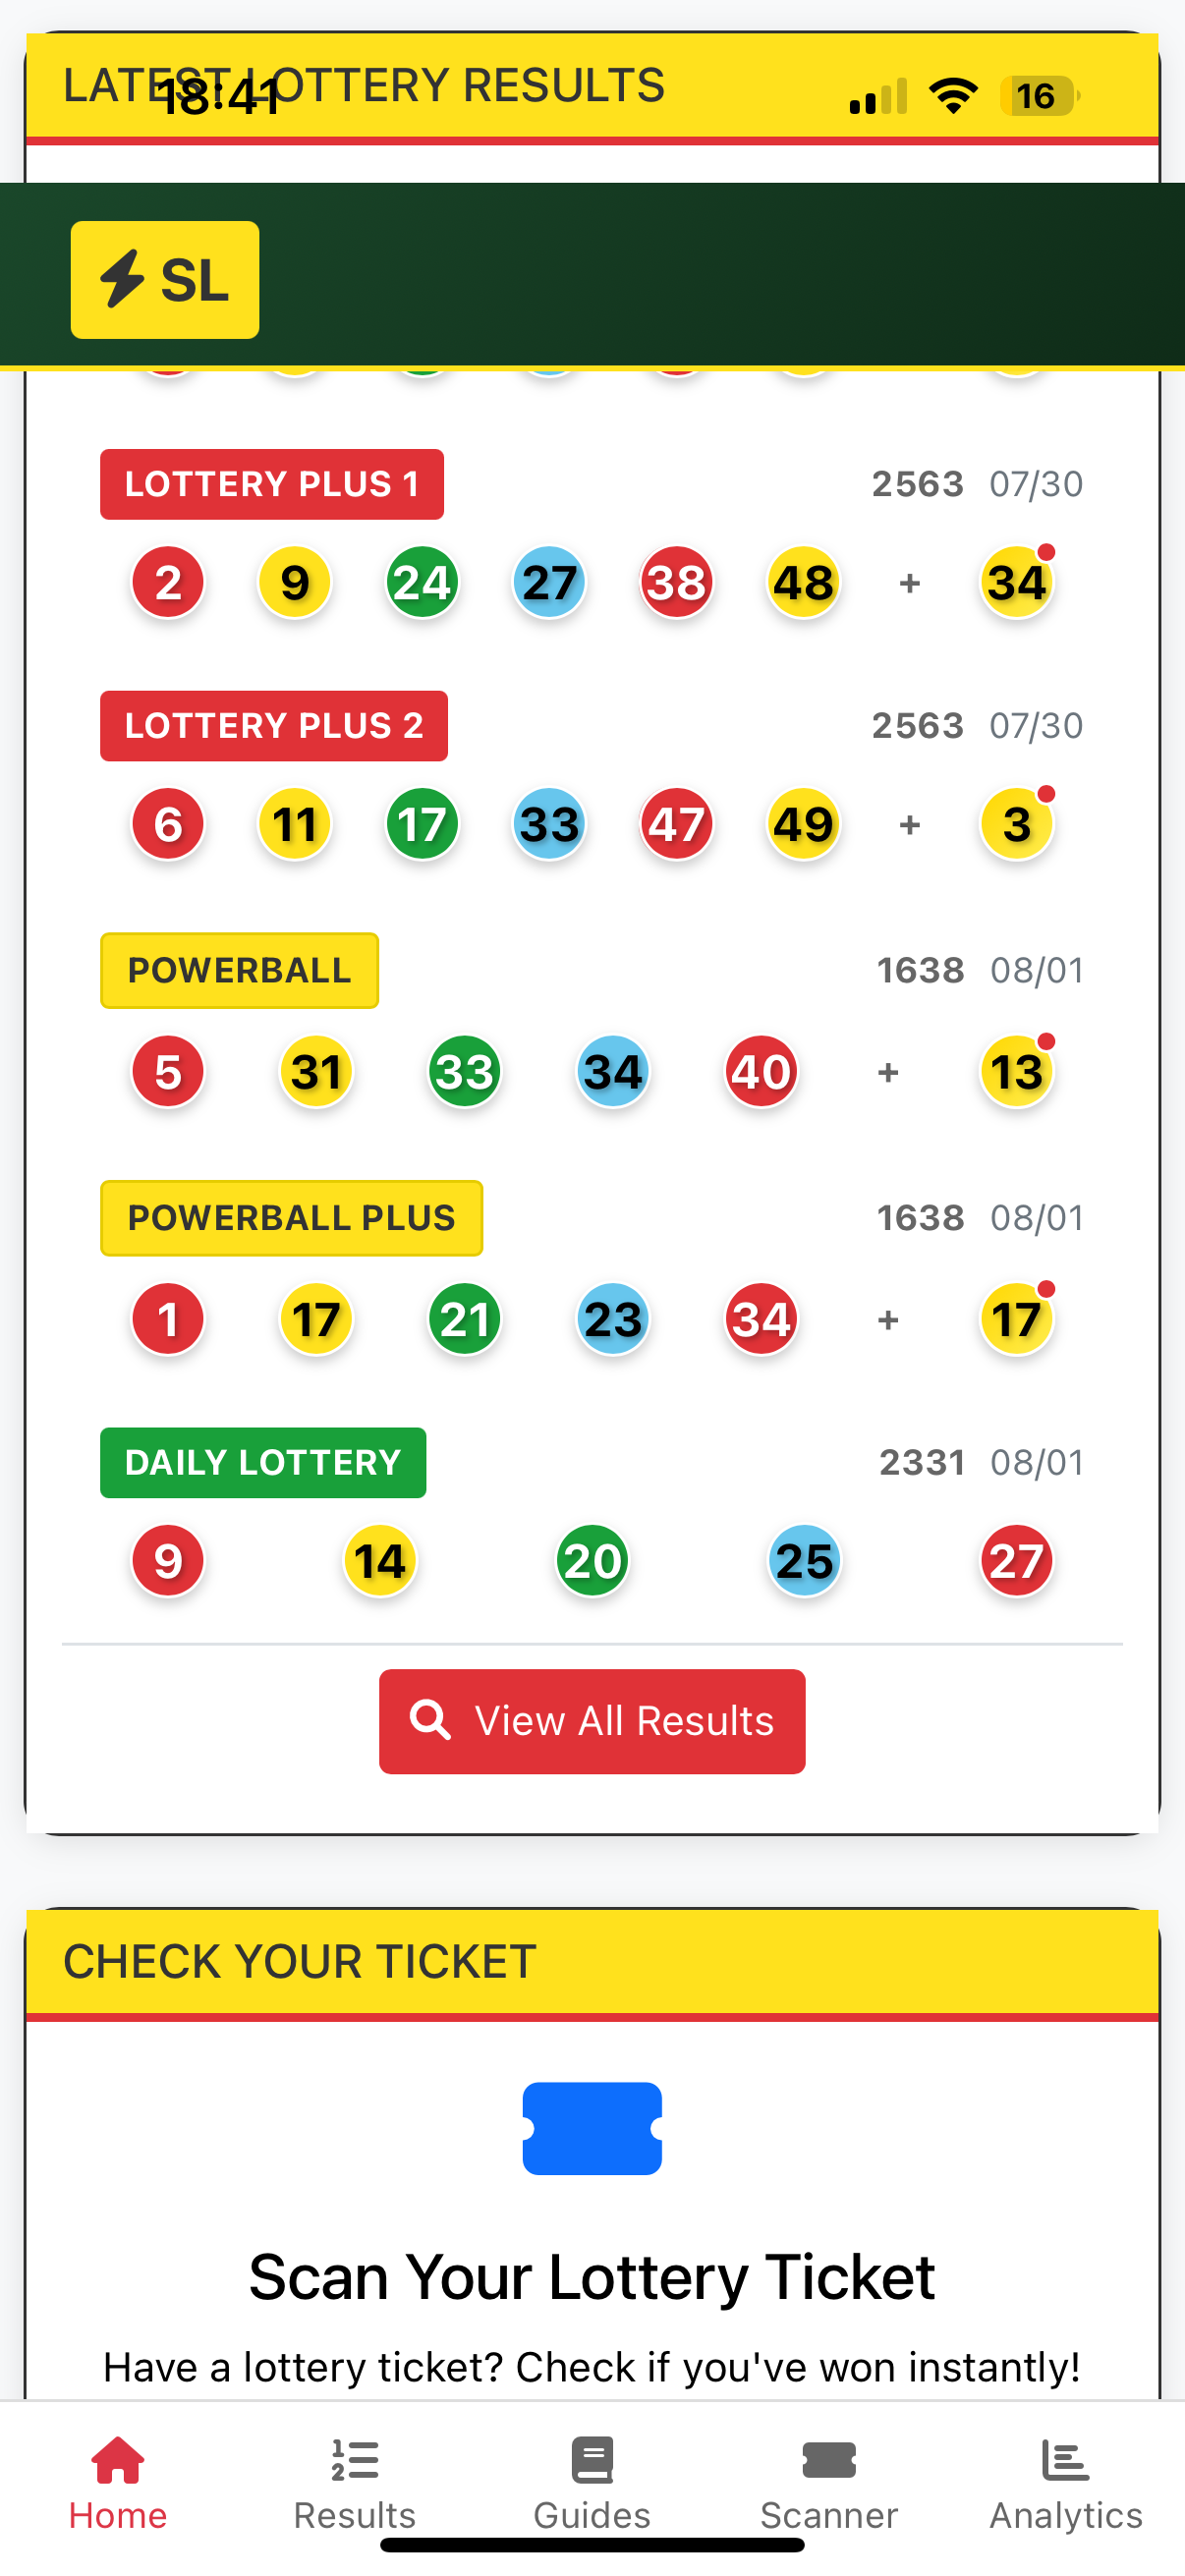 LATEST LOTTERY RESULTS
18:41
16
SL
LOTTERY PLUS 1 2563 07/30
2 9 24 27 38 48 + 34
LOTTERY PLUS 2 2563 07/30
6 11 17 33 47 49 + 3
POWERBALL 1638 08/01
5 31 33 34 40 + 13
POWERBALL PLUS 1638 08/01
1 17 21 23 34 + 17
DAILY LOTTERY 2331 08/01
9 14 20 25 27
View All Results
CHECK YOUR TICKET
Scan Your Lottery Ticket
Have a lottery ticket? Check if you've won instantly!
Home Results Guides Scanner Analytics